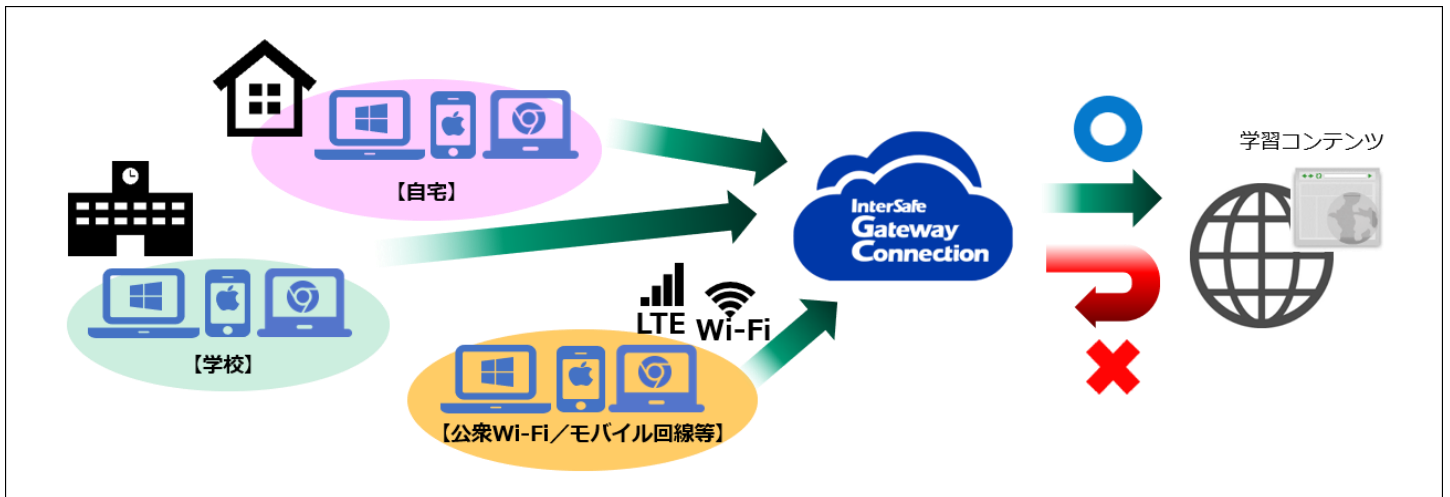 【自宅】
【学校】
LTE
Wi-Fi
【公衆Wi-Fi／モバイル回線等】
InterSafe
Gateway
Connection
学習コンテンツ